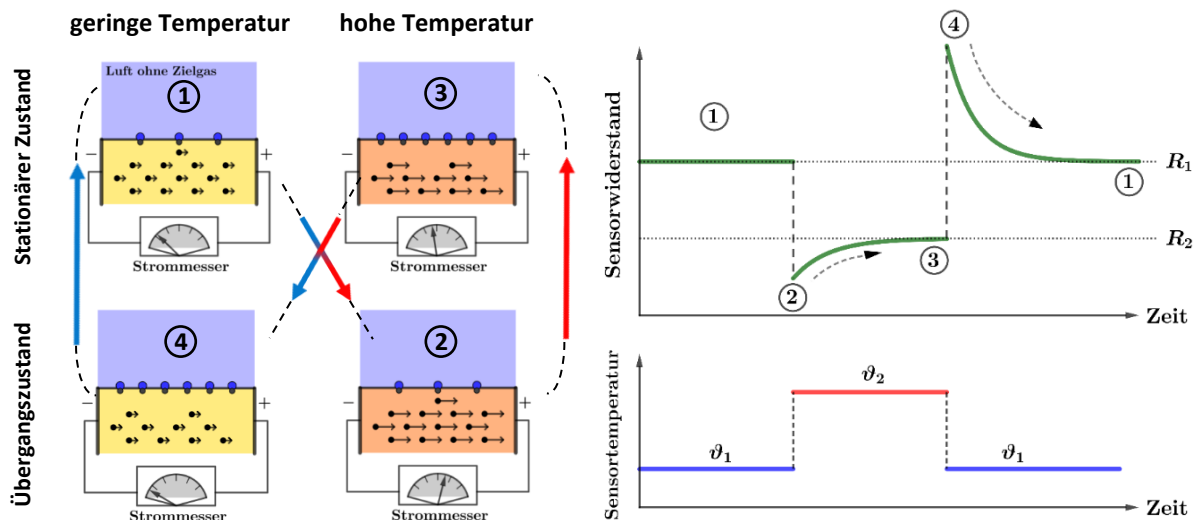 geringe Temperatur
hohe Temperatur
Stationärer Zustand
Luft ohne Zielgas
1
−
+
Strommesser
3
−
+
Strommesser
Übergangszustand
4
−
+
Strommesser
2
−
+
Strommesser
Sensorwiderstand
1
4
R₁
1
R₂
3
2
Zeit
Sensortemperatur
ϑ₂
ϑ₁
ϑ₁
Zeit